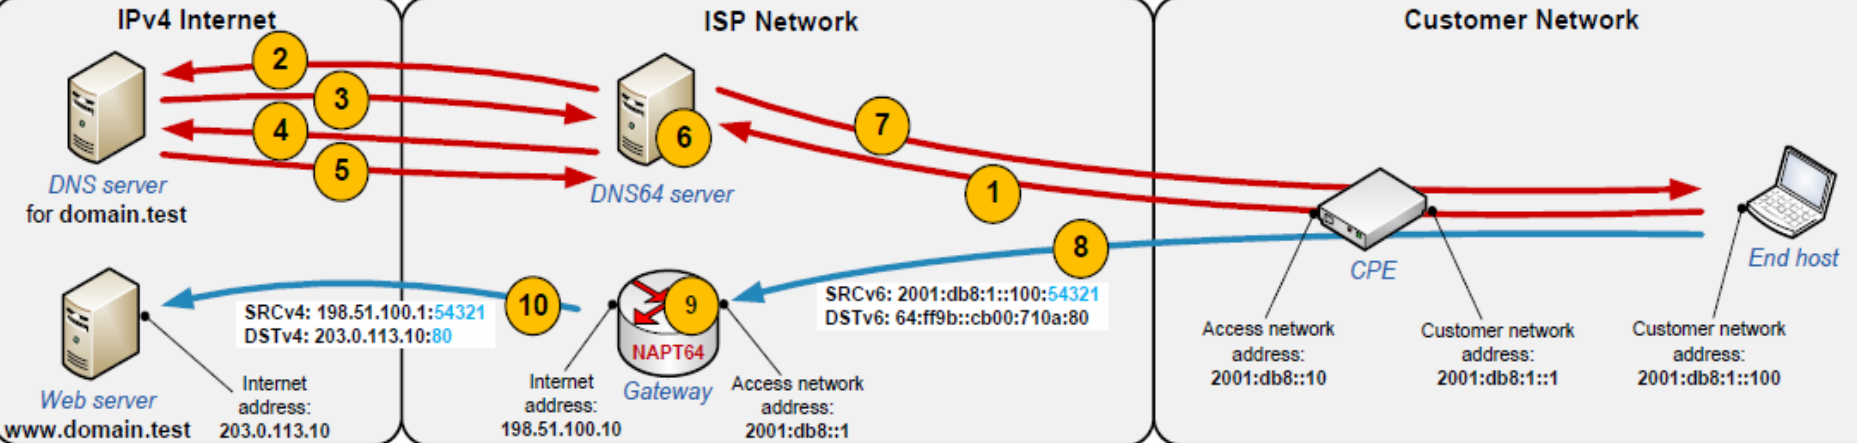 IPv4 Internet
ISP Network
Customer Network
2
3
4
5
6
7
1
DNS server
for domain.test
DNS64 server
8
CPE
End host
10
9
SRCv4: 198.51.100.1:54321
DSTv4: 203.0.113.10:80
SRCv6: 2001:db8:1::100:54321
DSTv6: 64:ff9b::cb00:710a:80
NAPT64
Gateway
Web server
www.domain.test
Internet
address:
203.0.113.10
Internet
address:
198.51.100.10
Access network
address:
2001:db8::1
Access network
address:
2001:db8::10
Customer network
address:
2001:db8:1::1
Customer network
address:
2001:db8:1::100